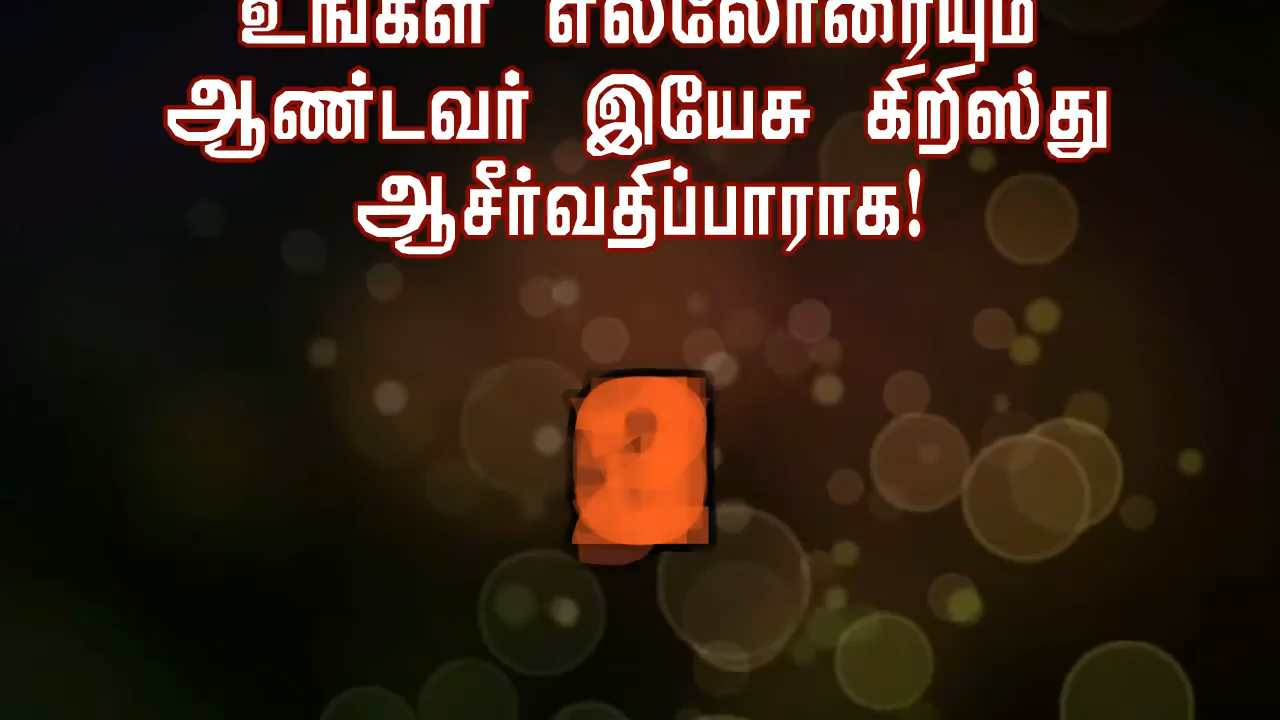 உங்கள் எல்லோரையும்
ஆண்டவர் இயேசு கிறிஸ்து
ஆசீர்வதிப்பாராக!